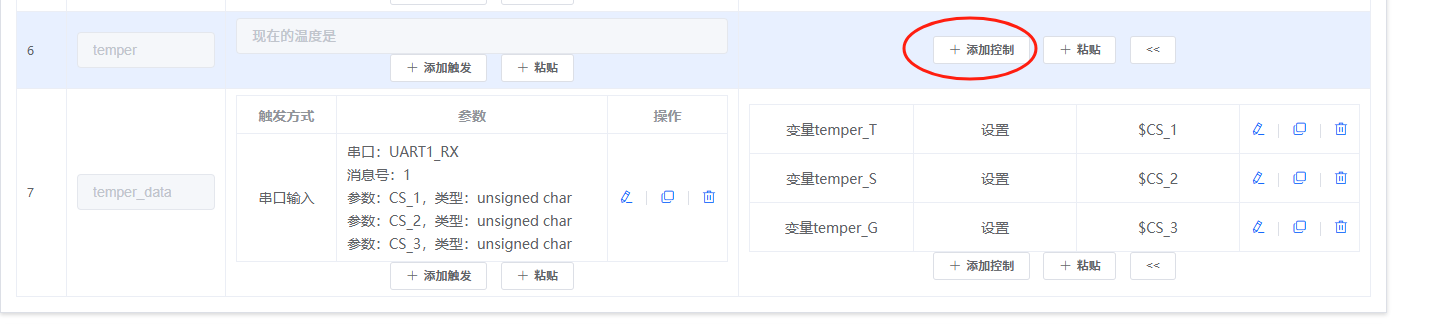 6
temper
现在的温度是
+ 添加触发
+ 粘贴
+ 添加控制
+ 粘贴
<<
7
temper_data
触发方式
参数
操作
串口输入
串口：UART1_RX
消息号：1
参数：CS_1，类型：unsigned char
参数：CS_2，类型：unsigned char
参数：CS_3，类型：unsigned char
+ 添加触发
+ 粘贴
变量temper_T
设置
$CS_1
变量temper_S
设置
$CS_2
变量temper_G
设置
$CS_3
+ 添加控制
+ 粘贴
<<